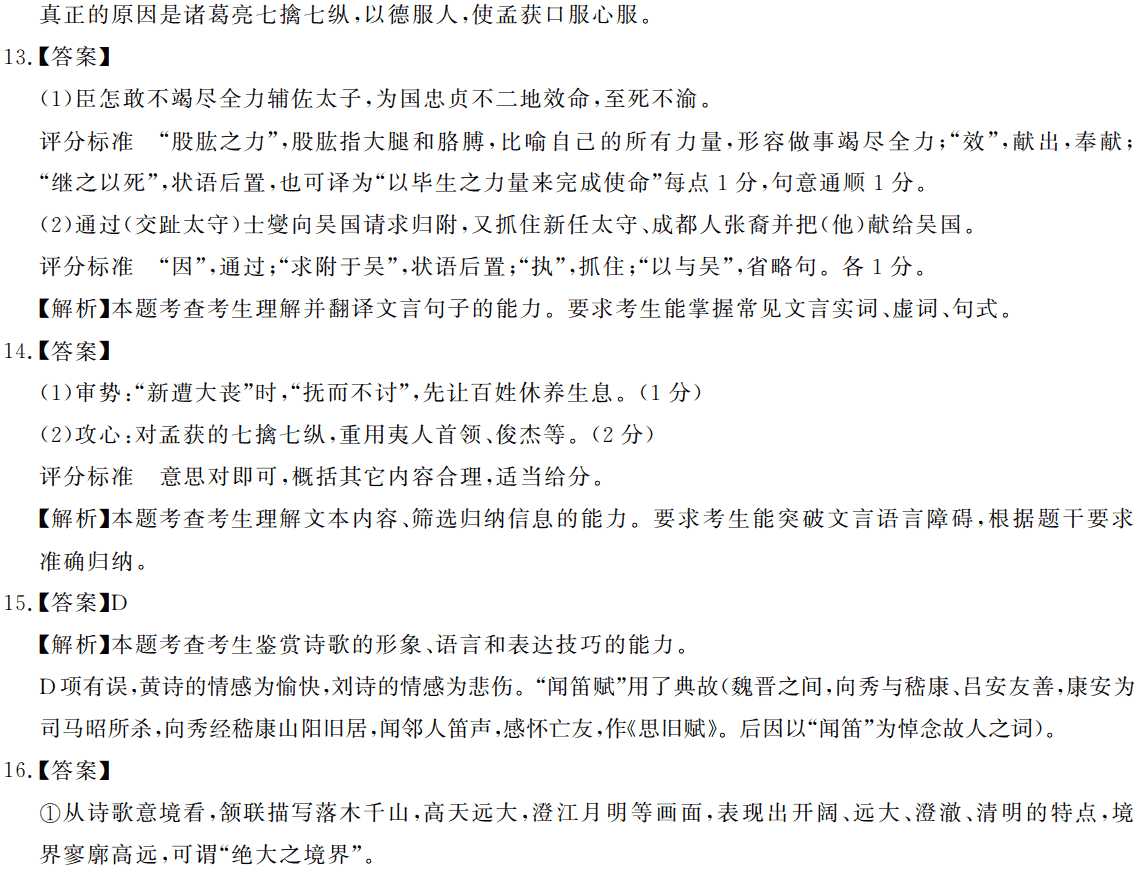 真正的原因是诸葛亮七擒七纵,以德服人,使孟获口服心服。
13.【答案】
(1)臣怎敢不竭尽全力辅佐太子,为国忠贞不二地效命,至死不渝。
评分标准 “股肱之力”,股肱指大腿和胳膊,比喻自己的所有力量,形容做事竭尽全力;“效”,献出,奉献;
“继之以死”,状语后置,也可译为“以毕生之力量来完成使命”每点 1 分,句意通顺 1 分。
(2)通过(交趾太守)士燮向吴国请求归附,又抓住新任太守、成都人张裔并把(他)献给吴国。
评分标准 “因”,通过;“求附于吴”,状语后置;“执”,抓住;“以与吴”,省略句。各 1 分。
【解析】本题考查考生理解并翻译文言句子的能力。要求考生能掌握常见文言实词、虚词、句式。
14.【答案】
(1)审势:“新遭大丧”时,“抚而不讨”,先让百姓休养生息。(1 分)
(2)攻心:对孟获的七擒七纵,重用夷人首领、俊杰等。(2 分)
评分标准 意思对即可,概括其它内容合理,适当给分。
【解析】本题考查考生理解文本内容、筛选归纳信息的能力。要求考生能突破文言语言障碍,根据题干要求
准确归纳。
15.【答案】D
【解析】本题考查考生鉴赏诗歌的形象、语言和表达技巧的能力。
D 项有误,黄诗的情感为愉快,刘诗的情感为悲伤。“闻笛赋”用了典故(魏晋之间,向秀与嵇康、吕安友善,康安为
司马昭所杀,向秀经嵇康山阳旧居,闻邻人笛声,感怀亡友,作《思旧赋》。后因以“闻笛”为悼念故人之词)。
16.【答案】
①从诗歌意境看,颔联描写落木千山,高天远大,澄江月明等画面,表现出开阔、远大、澄澈、清明的特点,境
界寥廓高远,可谓“绝大之境界”。